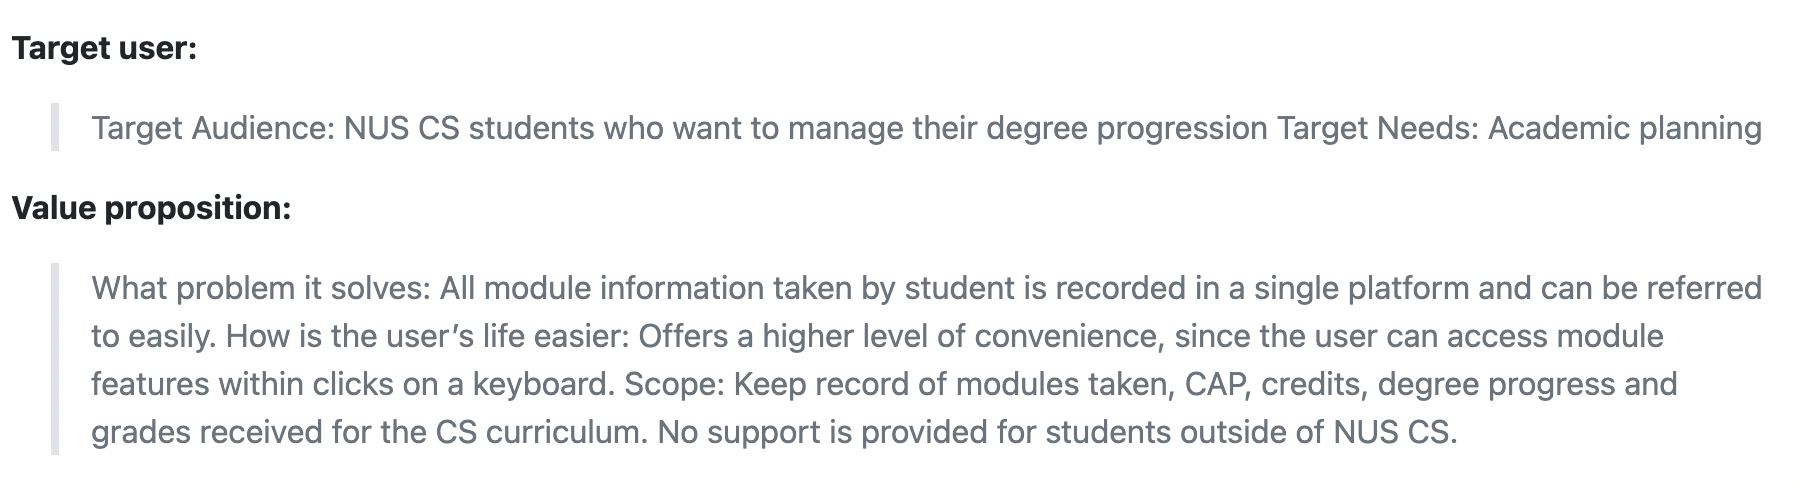 Target user:
Target Audience: NUS CS students who want to manage their degree progression Target Needs: Academic planning
Value proposition:
What problem it solves: All module information taken by student is recorded in a single platform and can be referred
to easily. How is the user’s life easier: Offers a higher level of convenience, since the user can access module
features within clicks on a keyboard. Scope: Keep record of modules taken, CAP, credits, degree progress and
grades received for the CS curriculum. No support is provided for students outside of NUS CS.